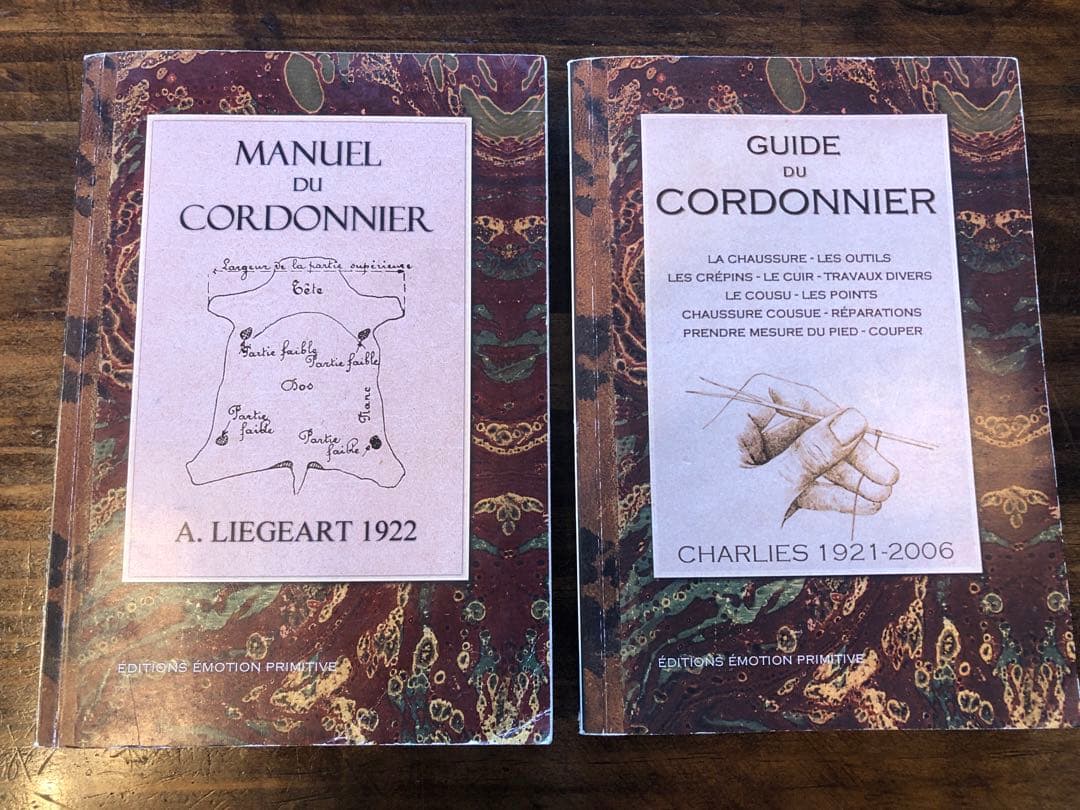 MANUEL
DU
CORDONNIER
Largeur de la partie supérieure
Tête
Partie faible
Partie faible
Dos
Flanc
Partie
faible
Partie
faible
A. LIEGEART 1922
ÉDITIONS ÉMOTION PRIMITIVE
GUIDE
DU
CORDONNIER
LA CHAUSSURE - LES OUTILS
LES CRÉPINS - LE CUIR - TRAVAUX DIVERS
LE COUSU - LES POINTS
CHAUSSURE COUSUE - RÉPARATIONS
PRENDRE MESURE DU PIED - COUPER
CHARLIES 1921-2006
ÉDITIONS ÉMOTION PRIMITIVE